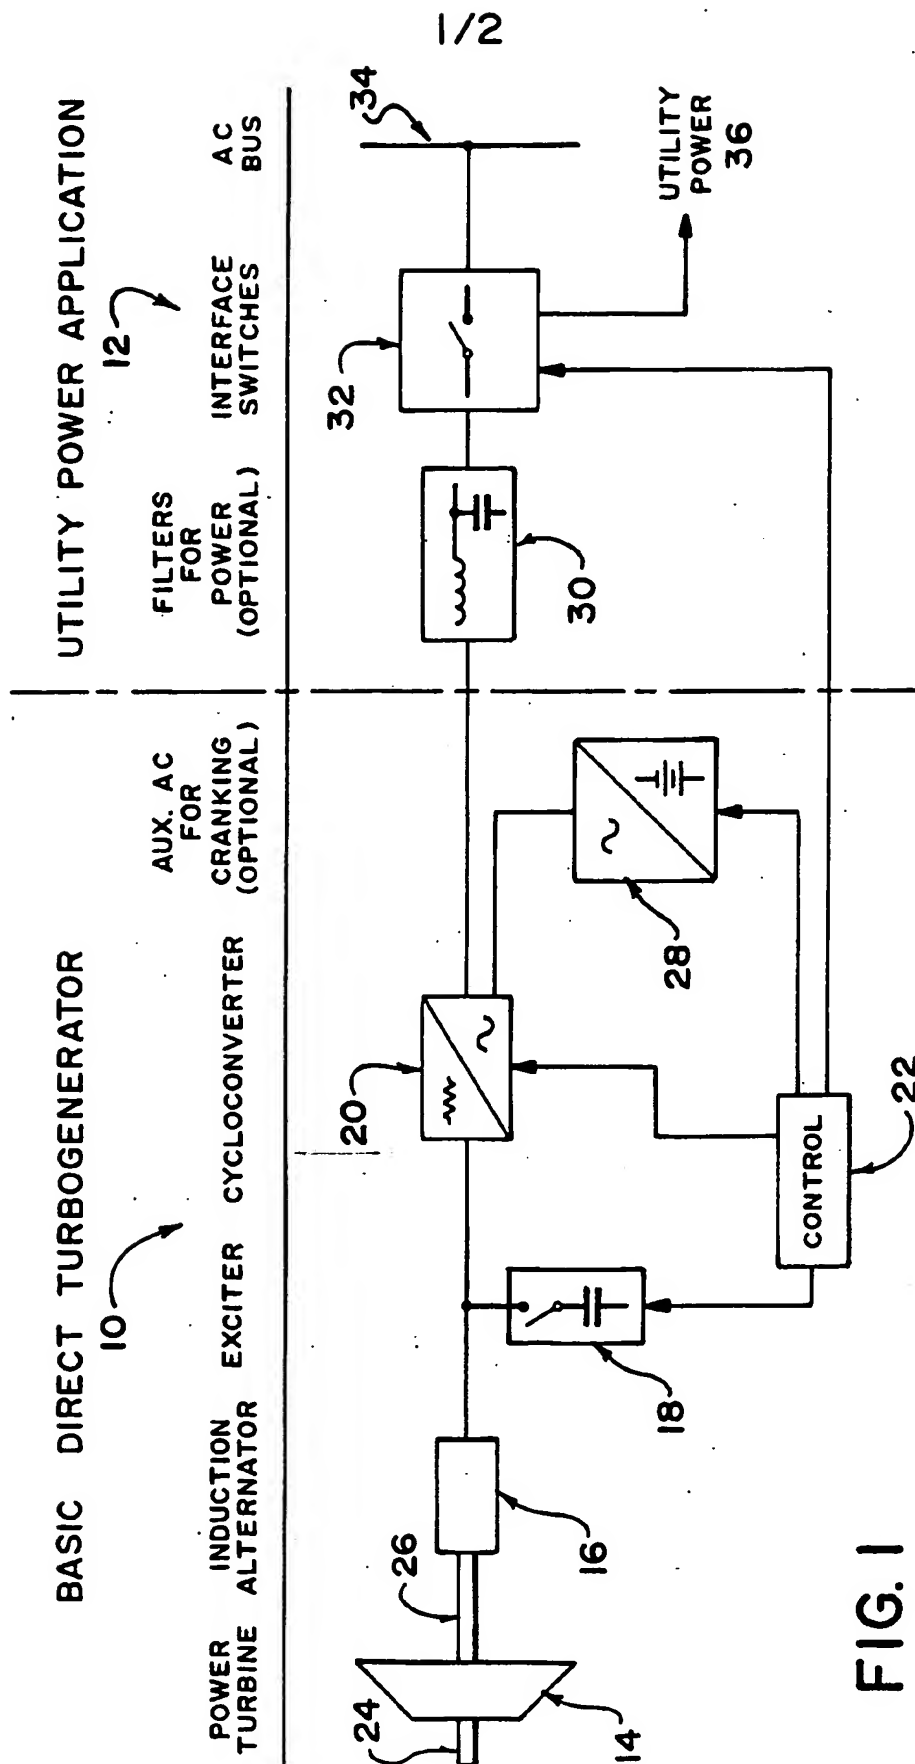 1/2
BASIC DIRECT TURBOGENERATOR
10
UTILITY POWER APPLICATION
12
POWER
TURBINE
INDUCTION
ALTERNATOR
EXCITER
CYCLOCONVERTER
AUX. AC
FOR
CRANKING
(OPTIONAL)
FILTERS
FOR
POWER
(OPTIONAL)
INTERFACE
SWITCHES
AC
BUS
24
14
26
16
18
20
28
30
32
34
UTILITY
POWER
36
CONTROL
22
FIG. 1